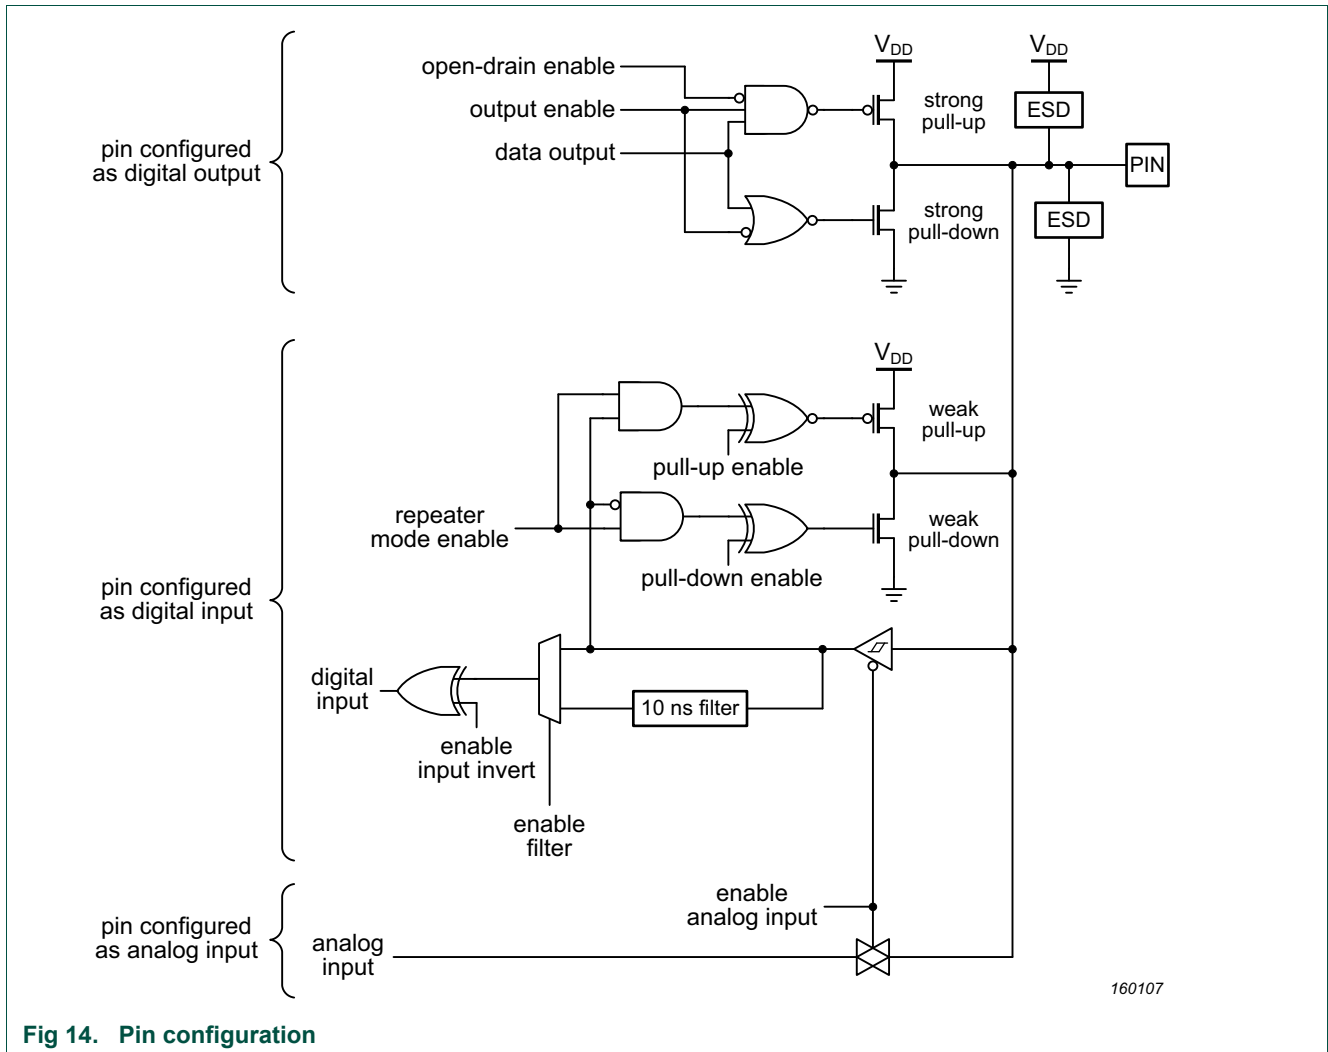 V_DD
V_DD
open-drain enable
output enable
data output
strong
pull-up
ESD
pin configured
as digital output
PIN
strong
pull-down
ESD
V_DD
weak
pull-up
pull-up enable
repeater
mode enable
weak
pull-down
pull-down enable
pin configured
as digital input
digital
input
10 ns filter
enable
input invert
enable
filter
enable
analog input
pin configured
as analog input
analog
input
160107
Fig 14. Pin configuration